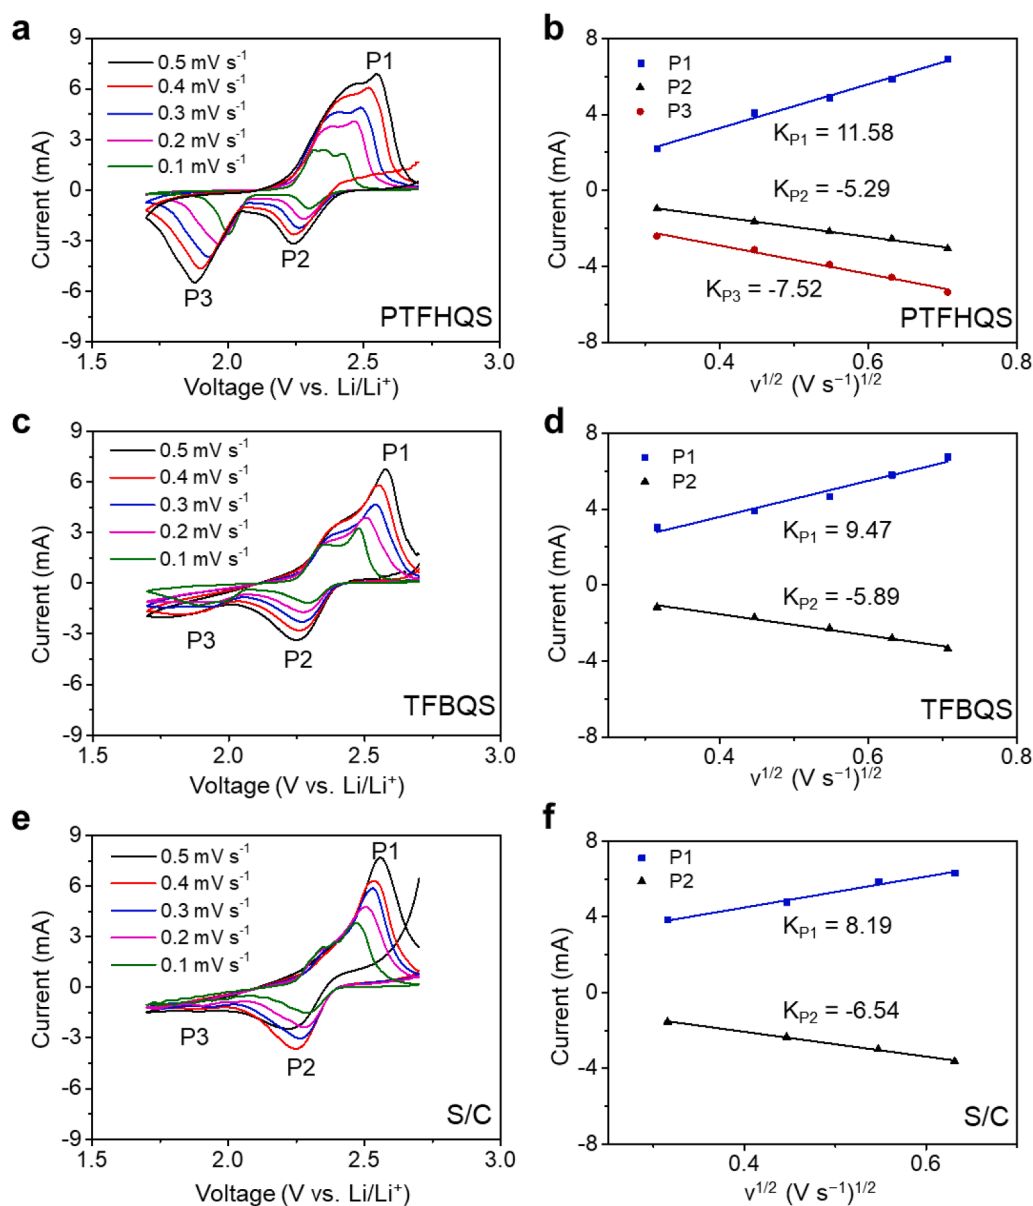 a
9
6
3
0
-3
-6
-9
Current (mA)
0.5 mV s⁻¹
0.4 mV s⁻¹
0.3 mV s⁻¹
0.2 mV s⁻¹
0.1 mV s⁻¹
P1
P2
P3
PTFHQS
1.5 2.0 2.5 3.0
Voltage (V vs. Li/Li⁺)
b
8
4
0
-4
-8
Current (mA)
P1
P2
P3
K_P1 = 11.58
K_P2 = -5.29
K_P3 = -7.52
PTFHQS
0.4 0.6 0.8
v^1/2 (V s⁻¹)^1/2
c
9
6
3
0
-3
-6
-9
Current (mA)
0.5 mV s⁻¹
0.4 mV s⁻¹
0.3 mV s⁻¹
0.2 mV s⁻¹
0.1 mV s⁻¹
P1
P3
P2
TFBQS
1.5 2.0 2.5 3.0
Voltage (V vs. Li/Li⁺)
d
8
4
0
-4
-8
Current (mA)
P1
P2
K_P1 = 9.47
K_P2 = -5.89
TFBQS
0.4 0.6 0.8
v^1/2 (V s⁻¹)^1/2
e
9
6
3
0
-3
-6
-9
Current (mA)
0.5 mV s⁻¹
0.4 mV s⁻¹
0.3 mV s⁻¹
0.2 mV s⁻¹
0.1 mV s⁻¹
P1
P3
P2
S/C
1.5 2.0 2.5 3.0
Voltage (V vs. Li/Li⁺)
f
8
4
0
-4
-8
Current (mA)
P1
P2
K_P1 = 8.19
K_P2 = -6.54
S/C
0.4 0.6
v^1/2 (V s⁻¹)^1/2